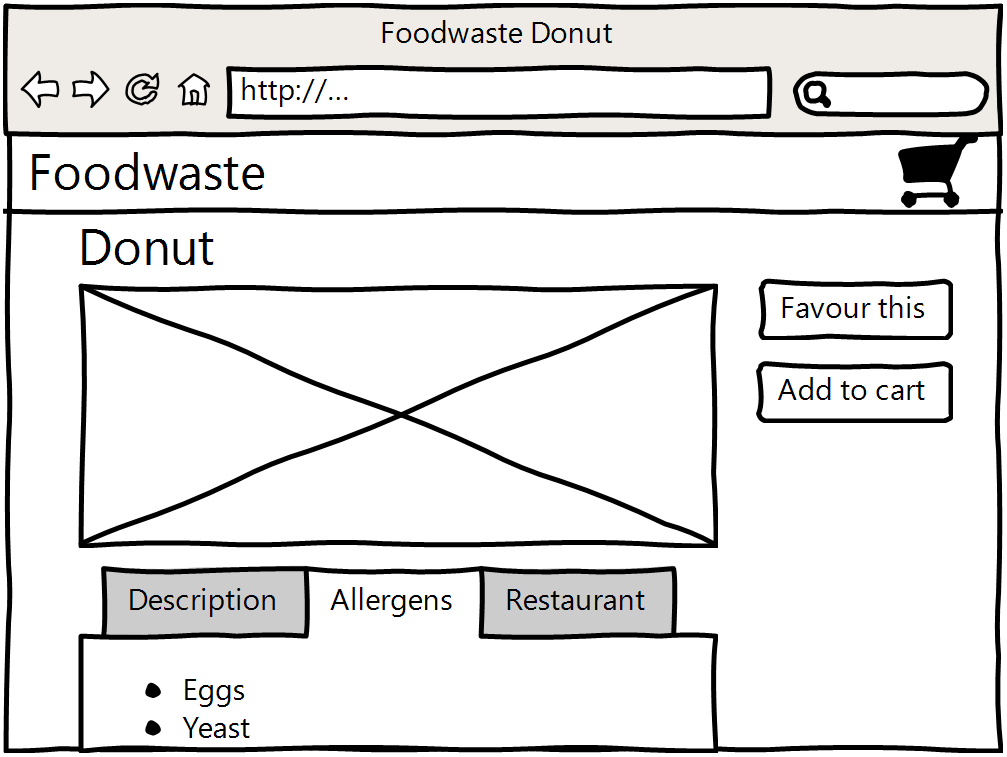 Foodwaste Donut
http://...
Foodwaste
Donut
Favour this
Add to cart
Description Allergens Restaurant
Eggs
Yeast